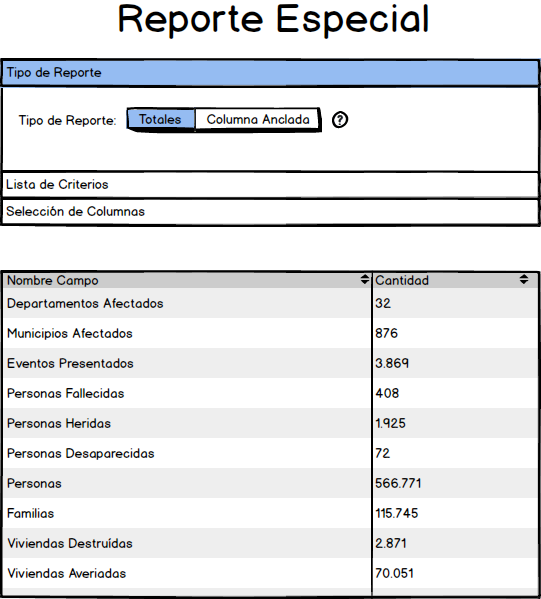 Reporte Especial
Tipo de Reporte
Tipo de Reporte: Totales Columna Anclada ?
Lista de Criterios
Selección de Columnas
Nombre Campo Cantidad
Departamentos Afectados 32
Municipios Afectados 876
Eventos Presentados 3.869
Personas Fallecidas 408
Personas Heridas 1.925
Personas Desaparecidas 72
Personas 566.771
Familias 115.745
Viviendas Destruídas 2.871
Viviendas Averiadas 70.051